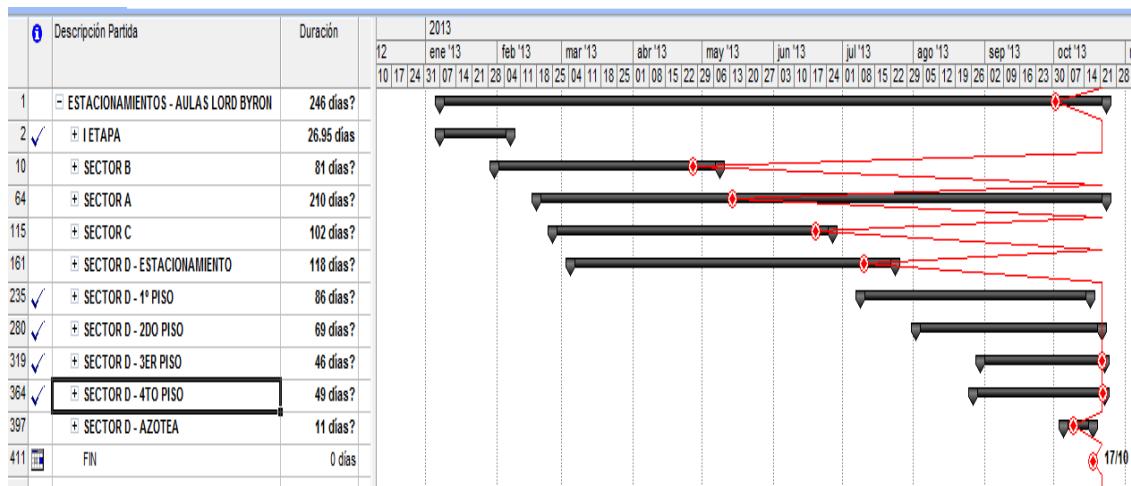 Descripción Partida Duración
2013
12 ene '13 feb '13 mar '13 abr '13 may '13 jun '13 jul '13 ago '13 sep '13 oct '13
10 17 24 31 07 14 21 28 04 11 18 25 04 11 18 25 01 08 15 22 29 06 13 20 27 03 10 17 24 01 08 15 22 29 05 12 19 26 02 09 16 23 30 07 14 21 28
1 ESTACIONAMIENTOS - AULAS LORD BYRON 246 días?
2 I ETAPA 26.95 días
10 SECTOR B 81 días?
64 SECTOR A 210 días?
115 SECTOR C 102 días?
161 SECTOR D - ESTACIONAMIENTO 118 días?
235 SECTOR D - 1º PISO 86 días?
280 SECTOR D - 2DO PISO 69 días?
319 SECTOR D - 3ER PISO 46 días?
364 SECTOR D - 4TO PISO 49 días?
397 SECTOR D - AZOTEA 11 días?
411 FIN 0 días 17/10